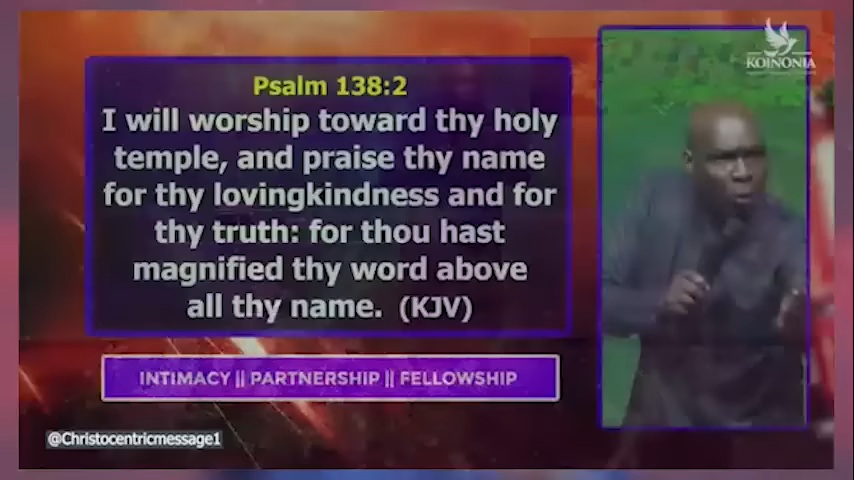 Psalm 138:2
I will worship toward thy holy
temple, and praise thy name
for thy lovingkindness and for
thy truth: for thou hast
magnified thy word above
all thy name. (KJV)
INTIMACY || PARTNERSHIP || FELLOWSHIP
@Christocentricmessage1
KOINONIA